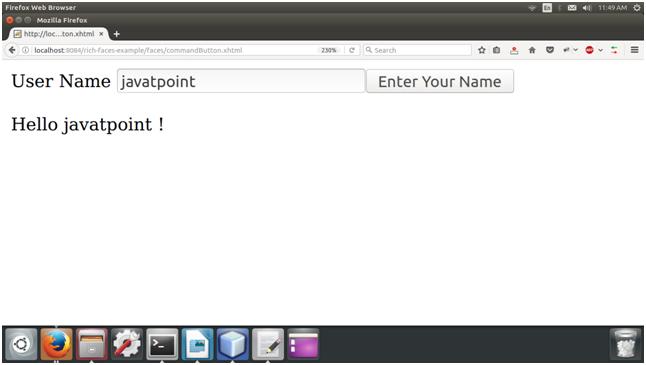 Firefox Web Browser
En
11:49 AM
Mozilla Firefox
http://loc...ton.xhtml
localhost:8084/rich-faces-example/faces/commandButton.xhtml
230%
Search
User Name javatpoint Enter Your Name
Hello javatpoint !